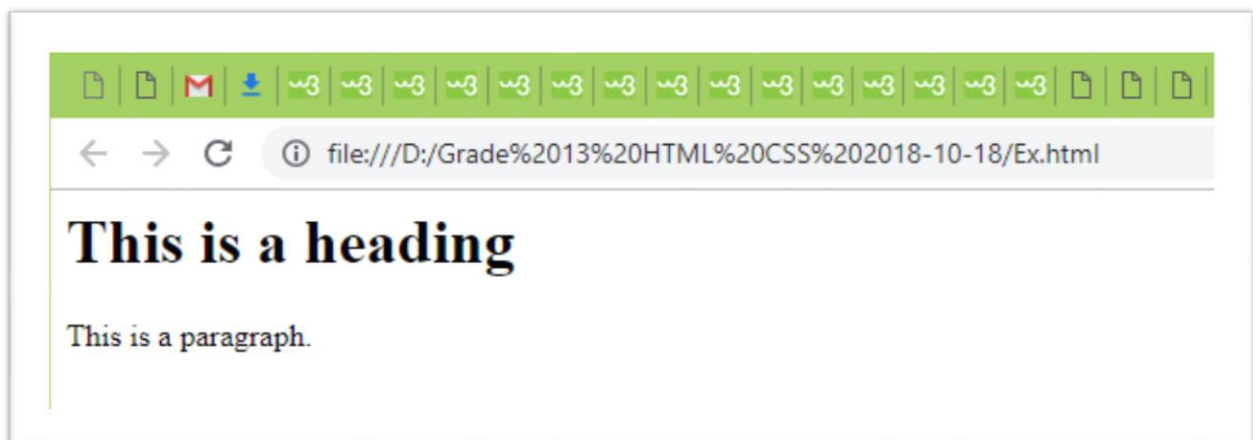 file:///D:/Grade%2013%20HTML%20CSS%202018-10-18/Ex.html
This is a heading
This is a paragraph.